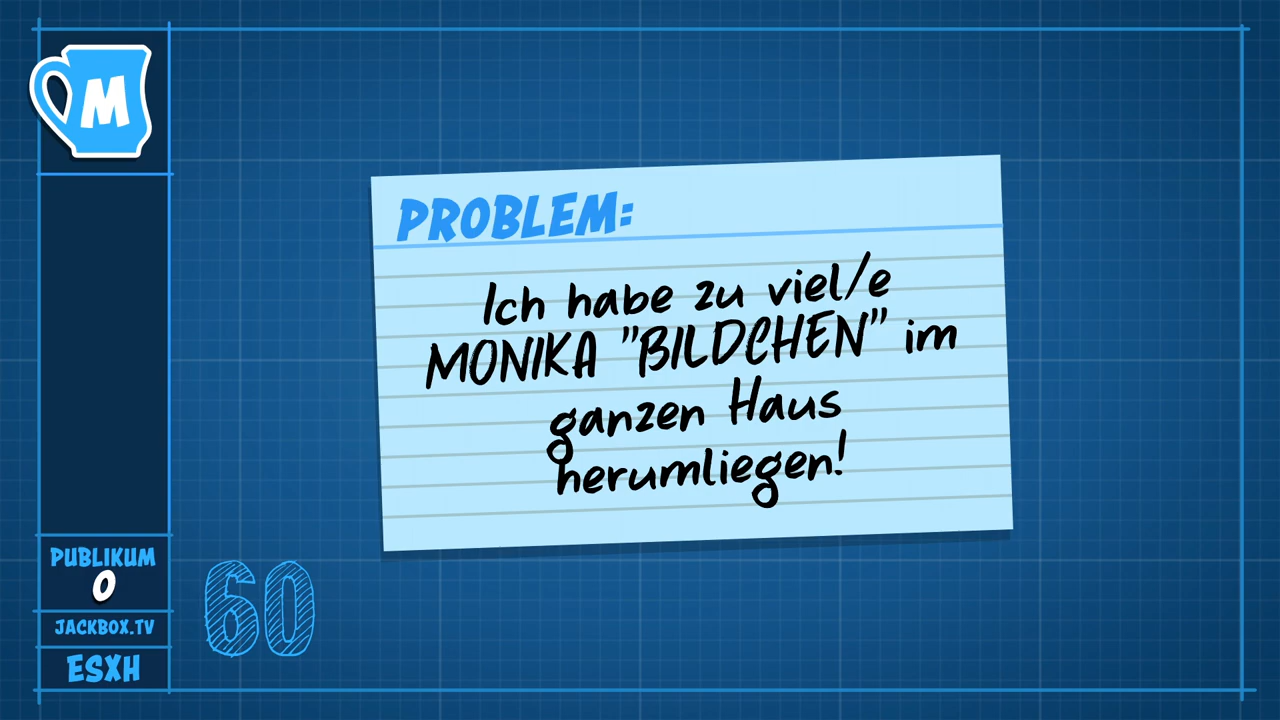 M
PROBLEM:
Ich habe zu viel/e
MONIKA "BILDCHEN" im
ganzen Haus
herumliegen!
PUBLIKUM
0
JACKBOX.TV
ESXH
60